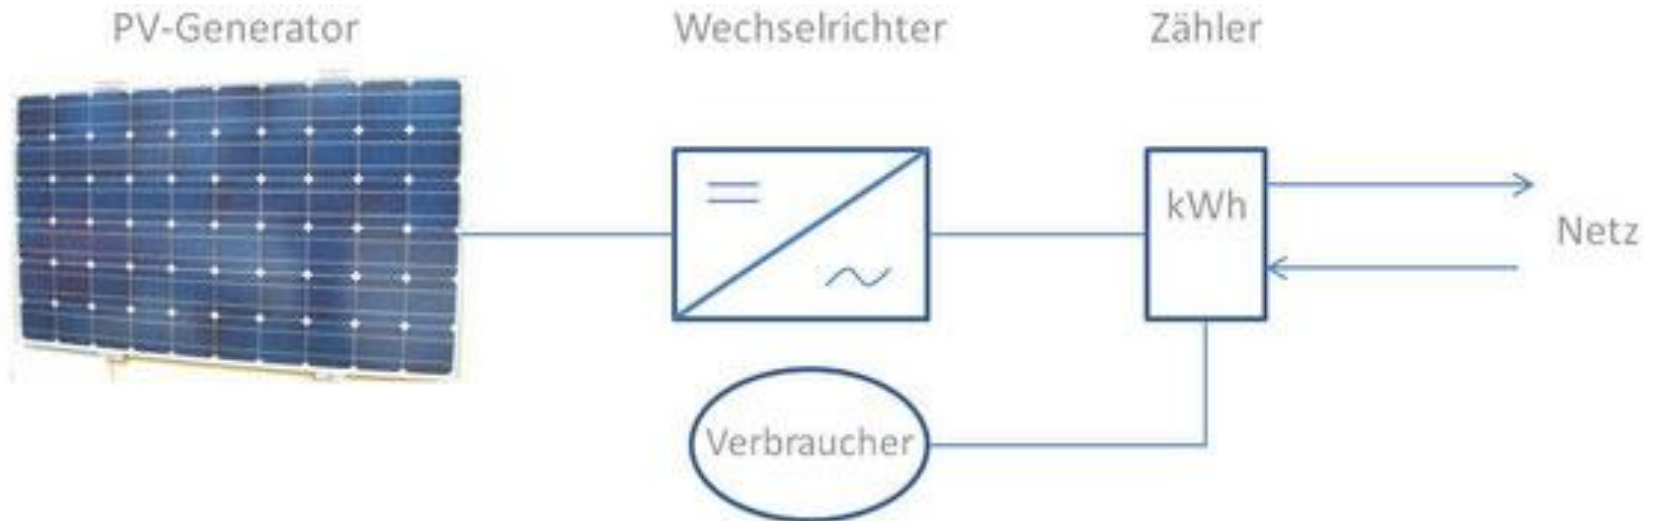 PV-Generator
Wechselrichter
Zähler
kWh
Netz
Verbraucher